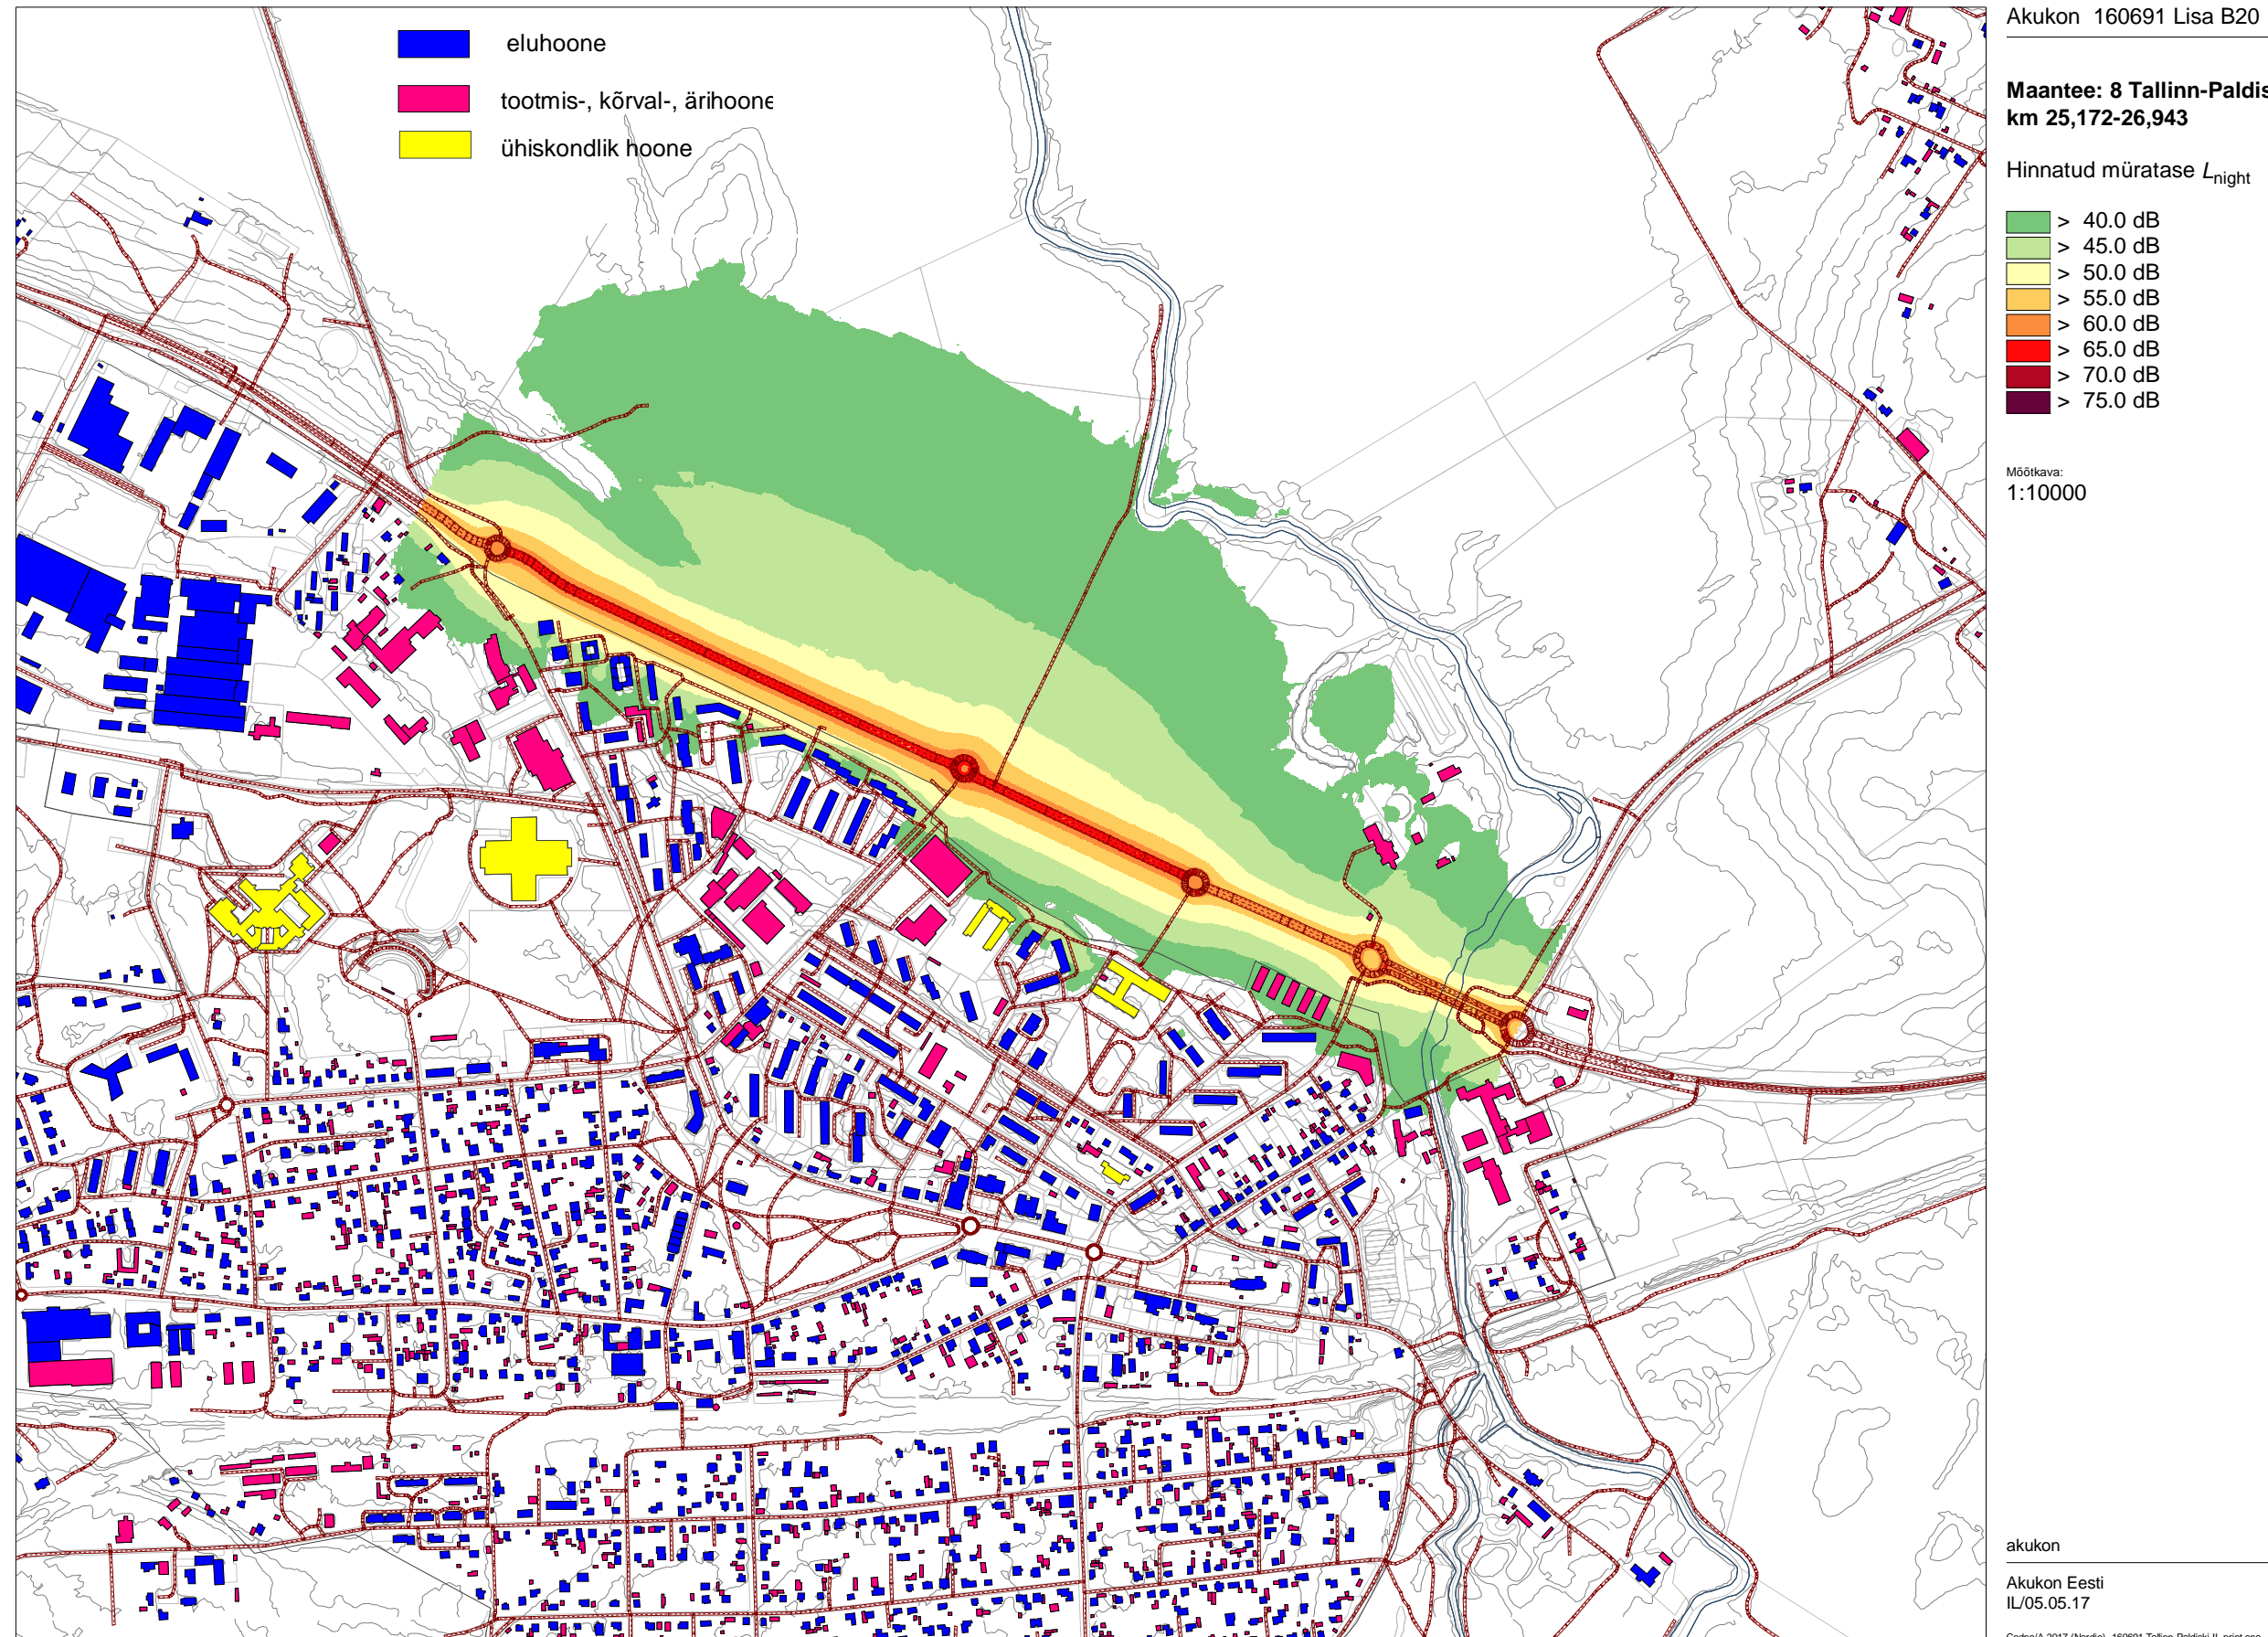 eluhoone
tootmis-, kõrval-, ärihoone
ühiskondlik hoone
Akukon 160691 Lisa B20
Maantee: 8 Tallinn-Paldis
km 25,172-26,943
Hinnatud müratase Lnight
> 40.0 dB
> 45.0 dB
> 50.0 dB
> 55.0 dB
> 60.0 dB
> 65.0 dB
> 70.0 dB
> 75.0 dB
Mõõtkava:
1:10000
akukon
Akukon Eesti
IL/05.05.17